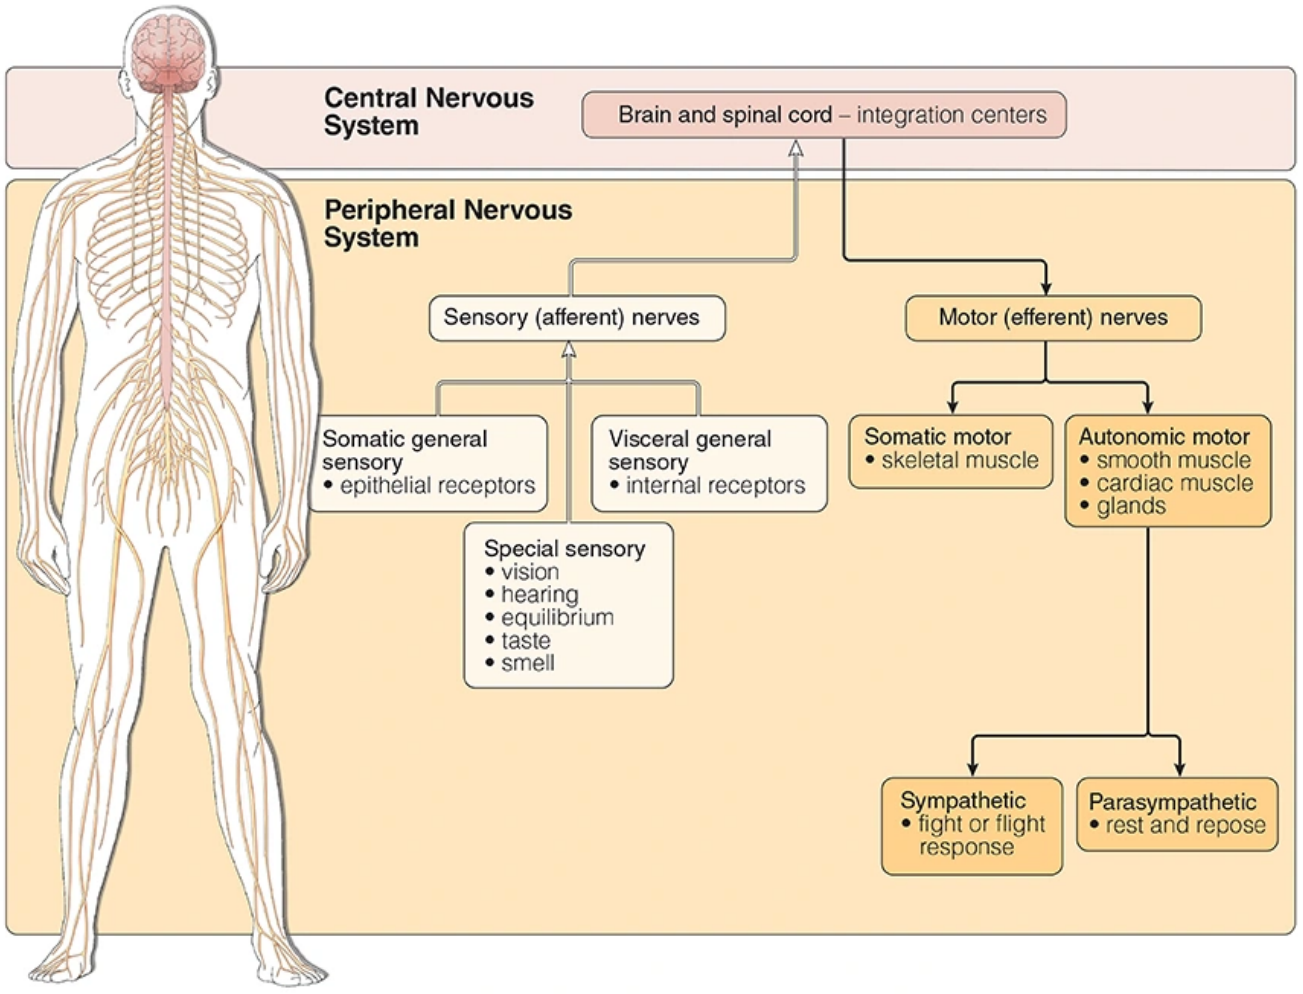 Central Nervous
System
Brain and spinal cord – integration centers
Peripheral Nervous
System
Sensory (afferent) nerves
Motor (efferent) nerves
Somatic general
sensory
• epithelial receptors
Visceral general
sensory
• internal receptors
Somatic motor
• skeletal muscle
Autonomic motor
• smooth muscle
• cardiac muscle
• glands
Special sensory
• vision
• hearing
• equilibrium
• taste
• smell
Sympathetic
• fight or flight
response
Parasympathetic
• rest and repose